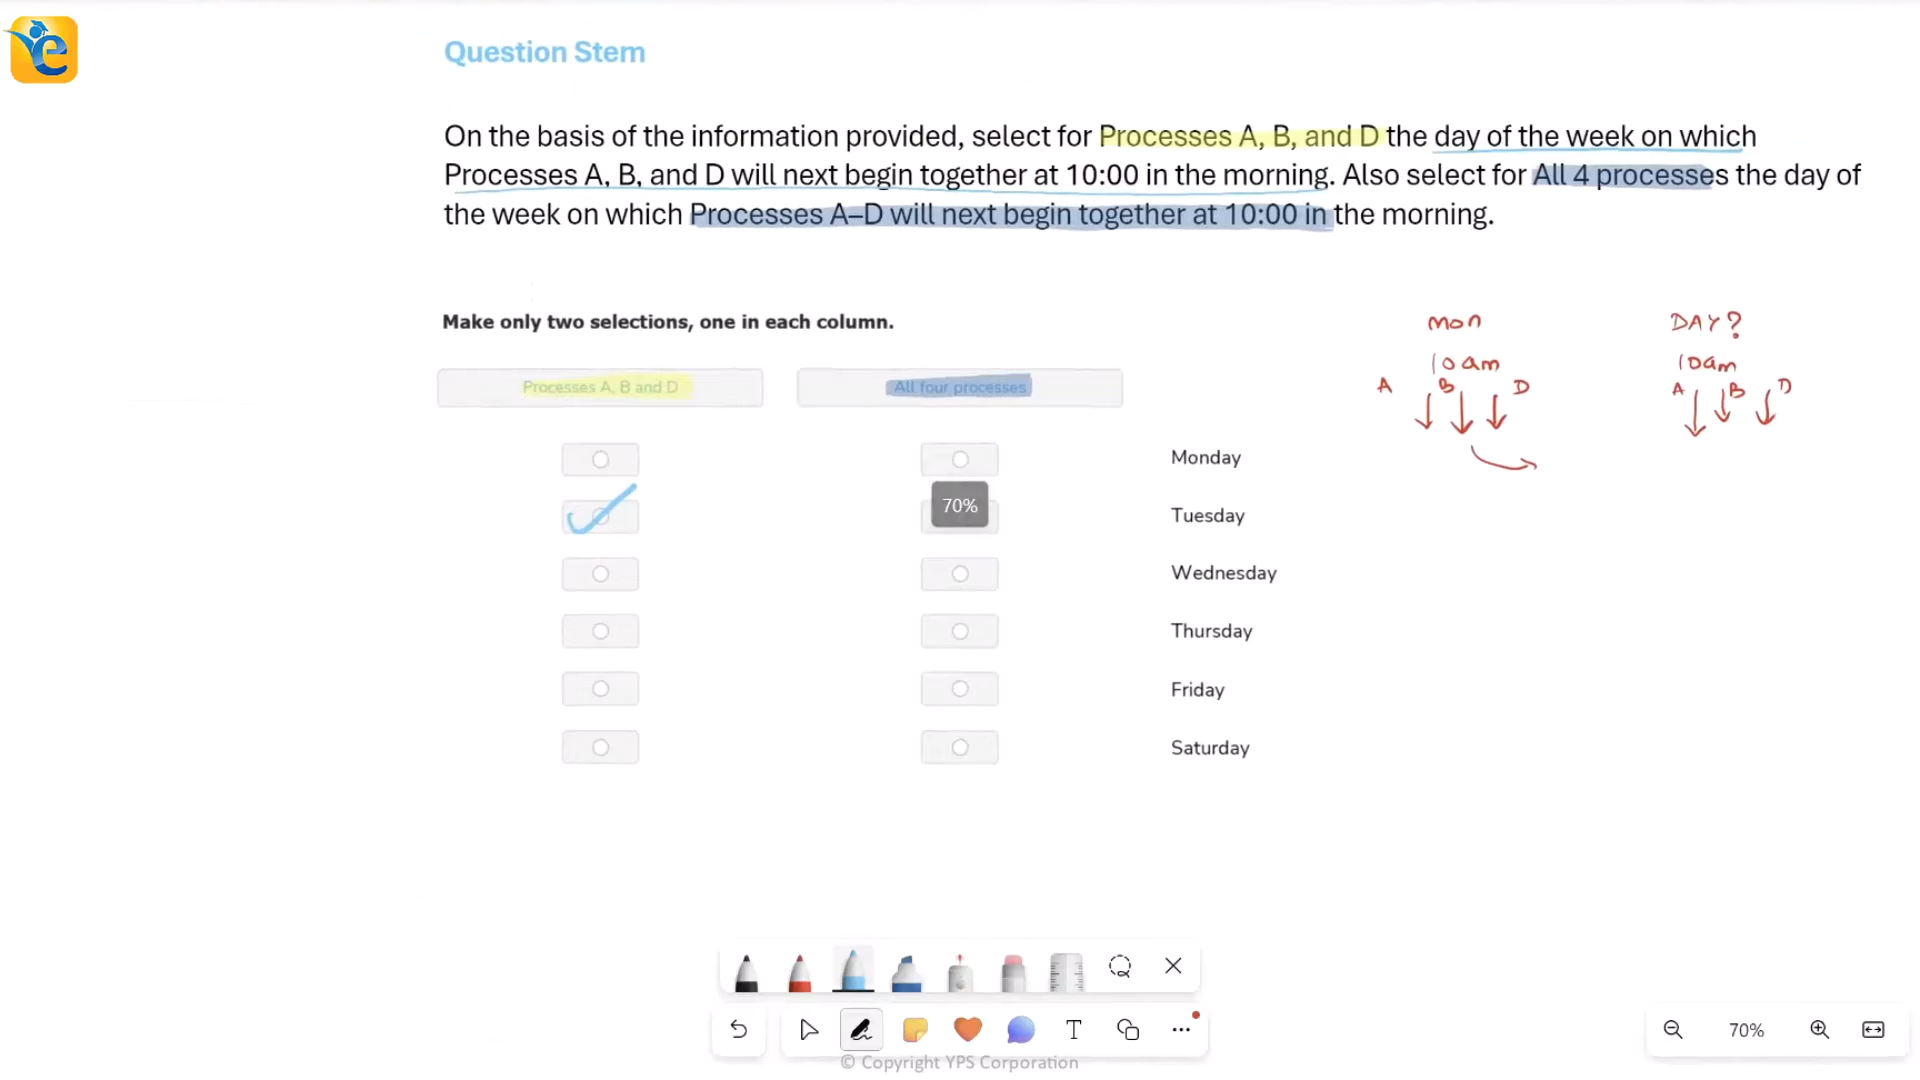 Question Stem
On the basis of the information provided, select for Processes A, B, and D the day of the week on which
Processes A, B, and D will next begin together at 10:00 in the morning. Also select for All 4 processes the day of
the week on which Processes A–D will next begin together at 10:00 in the morning.
Make only two selections, one in each column.
Processes A, B and D
All four processes
Monday
Tuesday
Wednesday
Thursday
Friday
Saturday
70%
Mon
10am
A B D
DAY?
10am
A B D
T
70%
© Copyright YPS Corporation